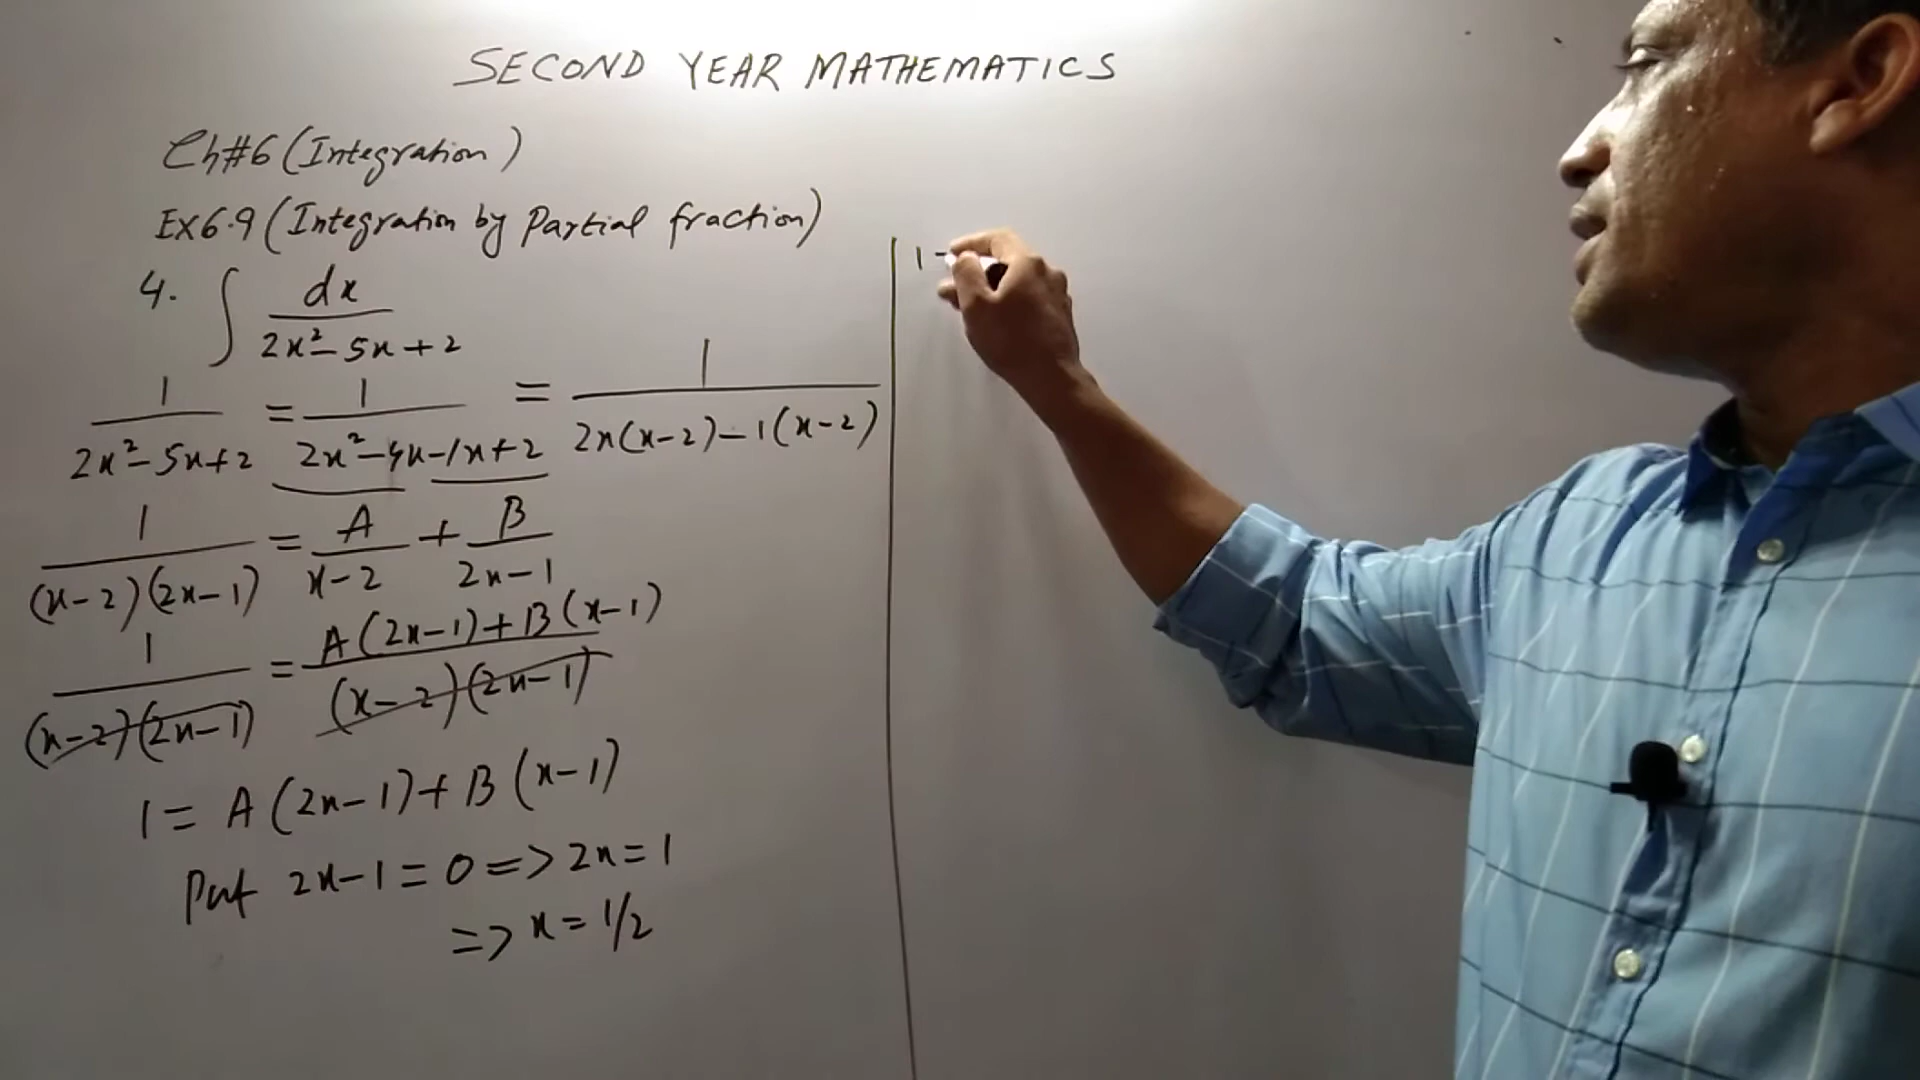 SECOND YEAR MATHEMATICS
Ch#6 (Integration)
Ex6.9 (Integration by Partial fraction)
4. ∫ dx / 2x²-5x+2
1 / 2x²-5x+2 = 1 / 2x²-4x-1x+2 = 1 / 2x(x-2)-1(x-2)
1 / (x-2)(2x-1) = A / x-2 + B / 2x-1
1 / (x-2)(2x-1) = A(2x-1)+B(x-1) / (x-2)(2x-1)
1 = A(2x-1)+B(x-1)
Put 2x-1=0 => 2x=1
=> x=1/2
1 -